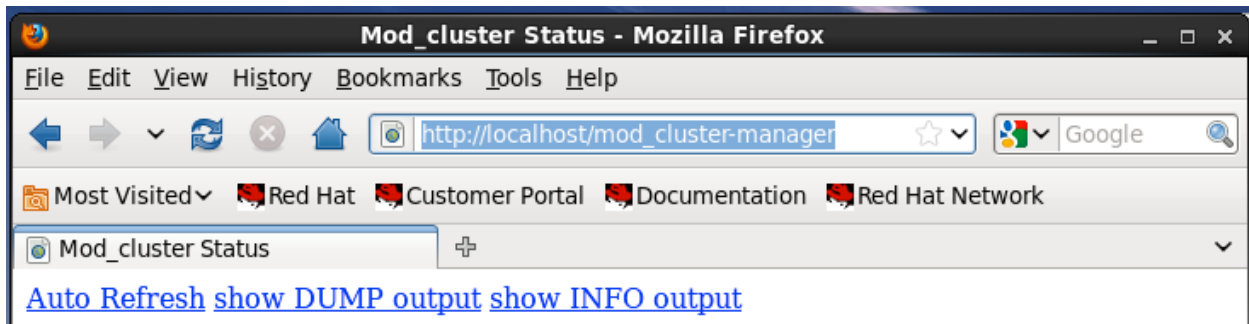 Mod_cluster Status - Mozilla Firefox
File Edit View History Bookmarks Tools Help
http://localhost/mod_cluster-manager Google
Most Visited Red Hat Customer Portal Documentation Red Hat Network
Mod_cluster Status
Auto Refresh show DUMP output show INFO output